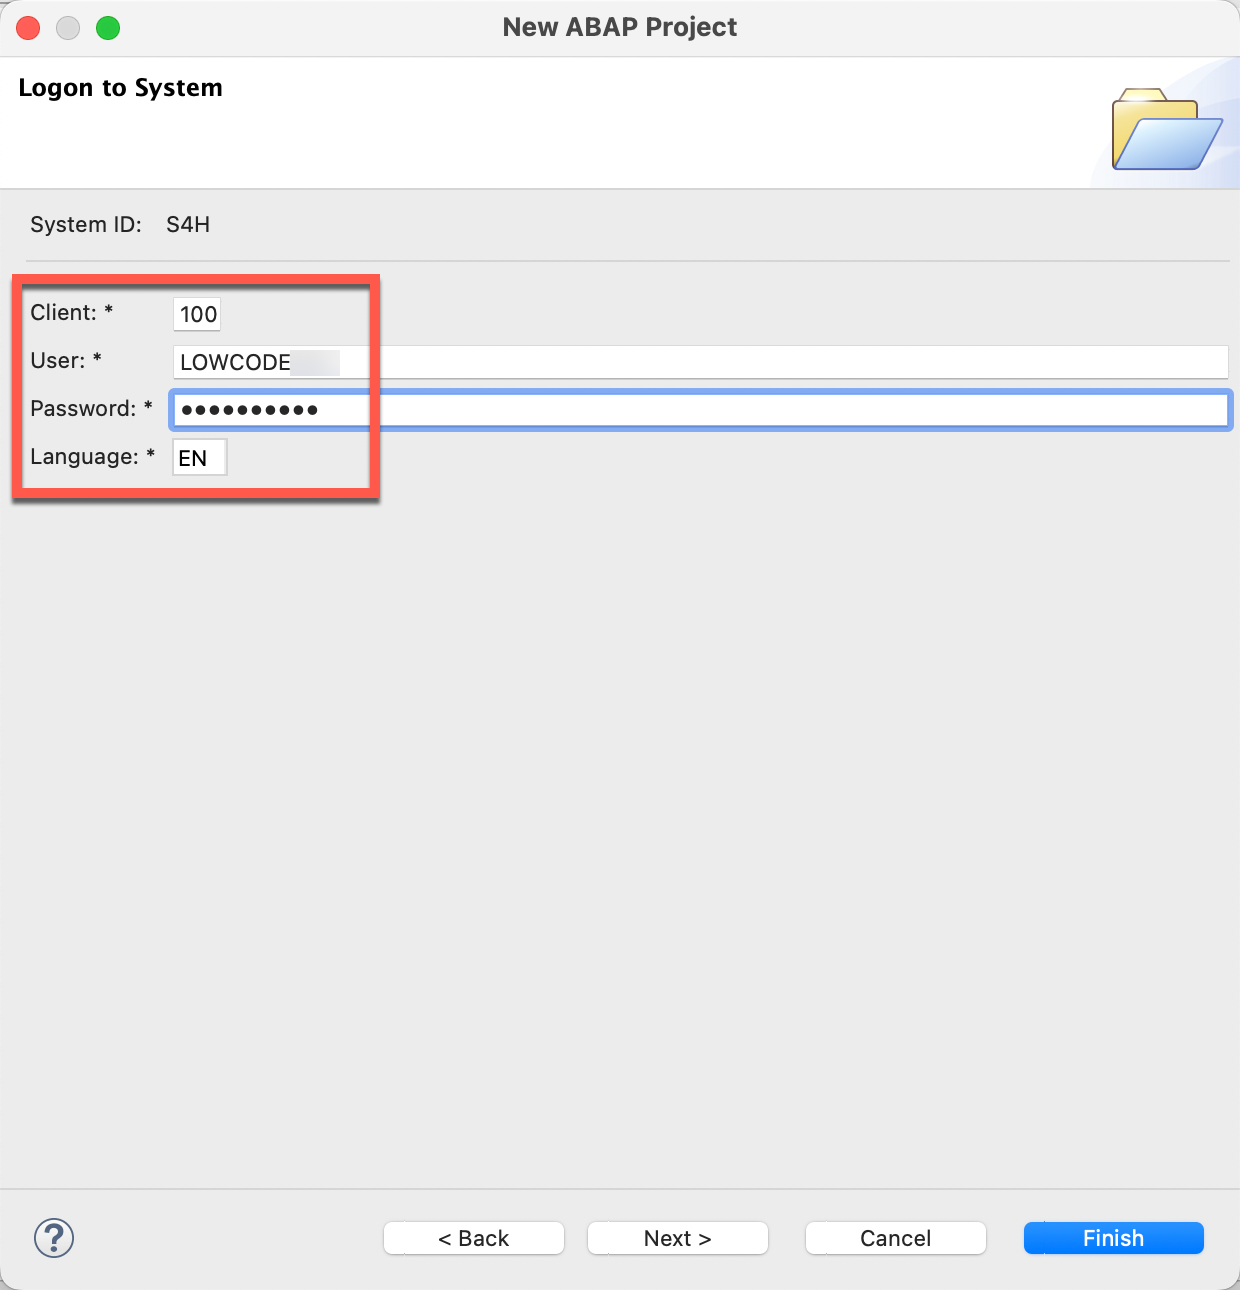 New ABAP Project
Logon to System
System ID: S4H
Client: * 100
User: * LOWCODE
Password: * ••••••••••
Language: * EN
?
< Back Next > Cancel Finish